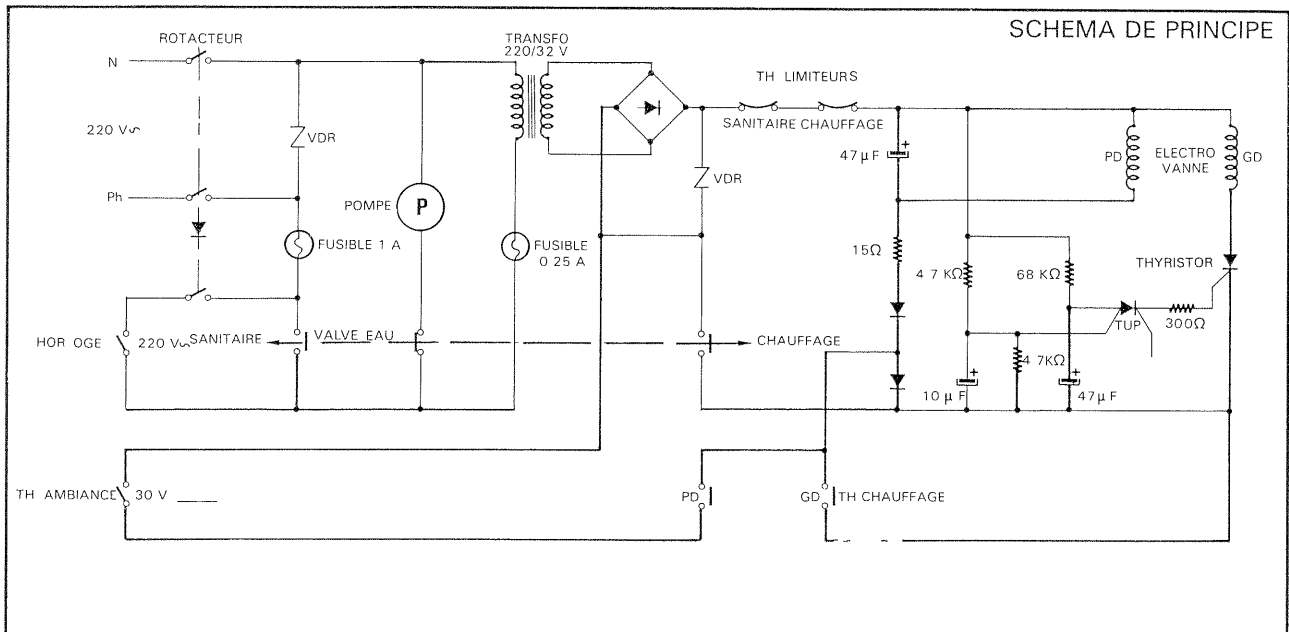 SCHEMA DE PRINCIPE
ROTACTEUR
TRANSFO
220/32 V
N
TH LIMITEURS
SANITAIRE CHAUFFAGE
220 V~
VDR
47µF
+
PD
ELECTRO
VANNE
GD
VDR
Ph
POMPE
P
FUSIBLE 1 A
FUSIBLE
0 25 A
15Ω
4 7 KΩ
68 KΩ
THYRISTOR
TUP
300Ω
HOR OGE
220 V~
SANITAIRE
VALVE EAU
CHAUFFAGE
4 7KΩ
+
10µF
+
47µF
TH AMBIANCE
30 V
PD
GD
TH CHAUFFAGE